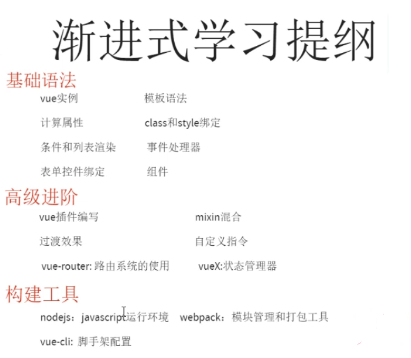 渐进式学习提纲
基础语法
vue实例 模板语法
计算属性 class和style绑定
条件和列表渲染 事件处理器
表单控件绑定 组件
高级进阶
vue插件编写 mixin混合
过渡效果 自定义指令
vue-router: 路由系统的使用 vueX:状态管理器
构建工具
nodejs：javascript运行环境 webpack：模块管理和打包工具
vue-cli: 脚手架配置